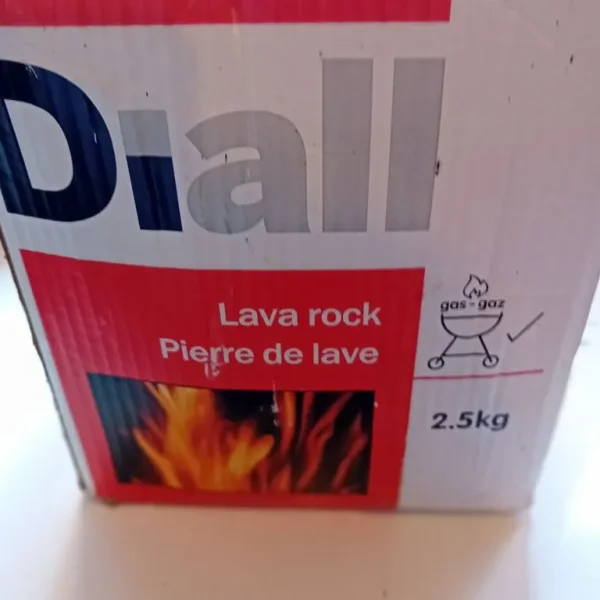 Diall
Lava rock
Pierre de lave
gas - gaz
2.5kg